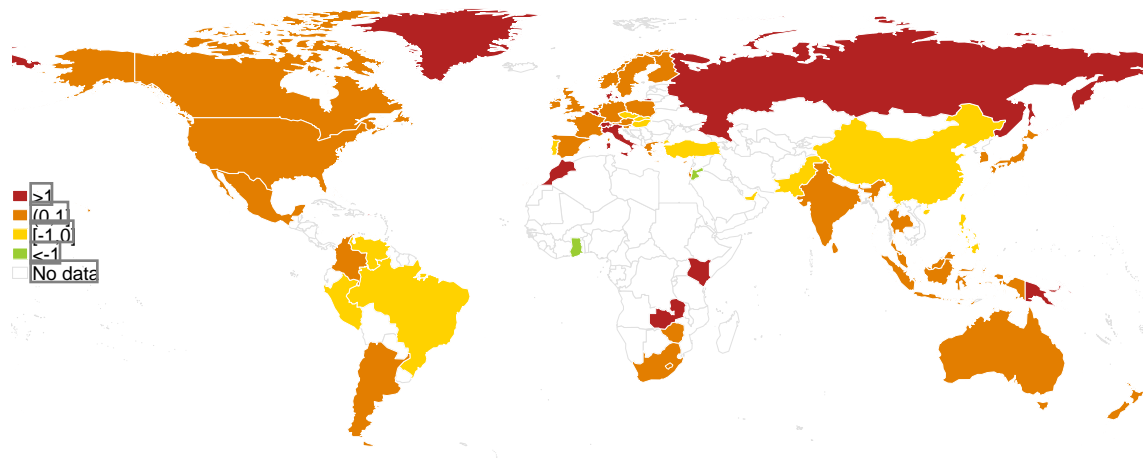 >1
(0,1]
[-1,0]
<-1
No data